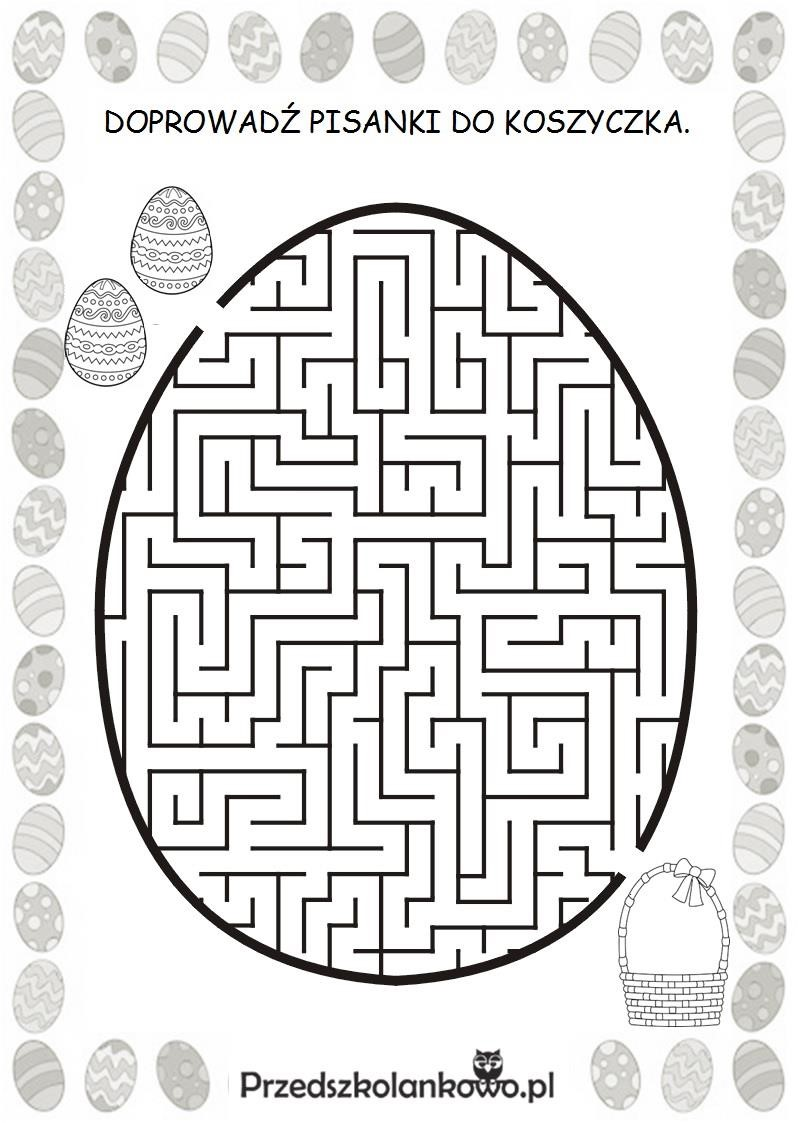 DOPROWADŹ PISANKI DO KOSZYCZKA.
Przedszkolankowo.pl